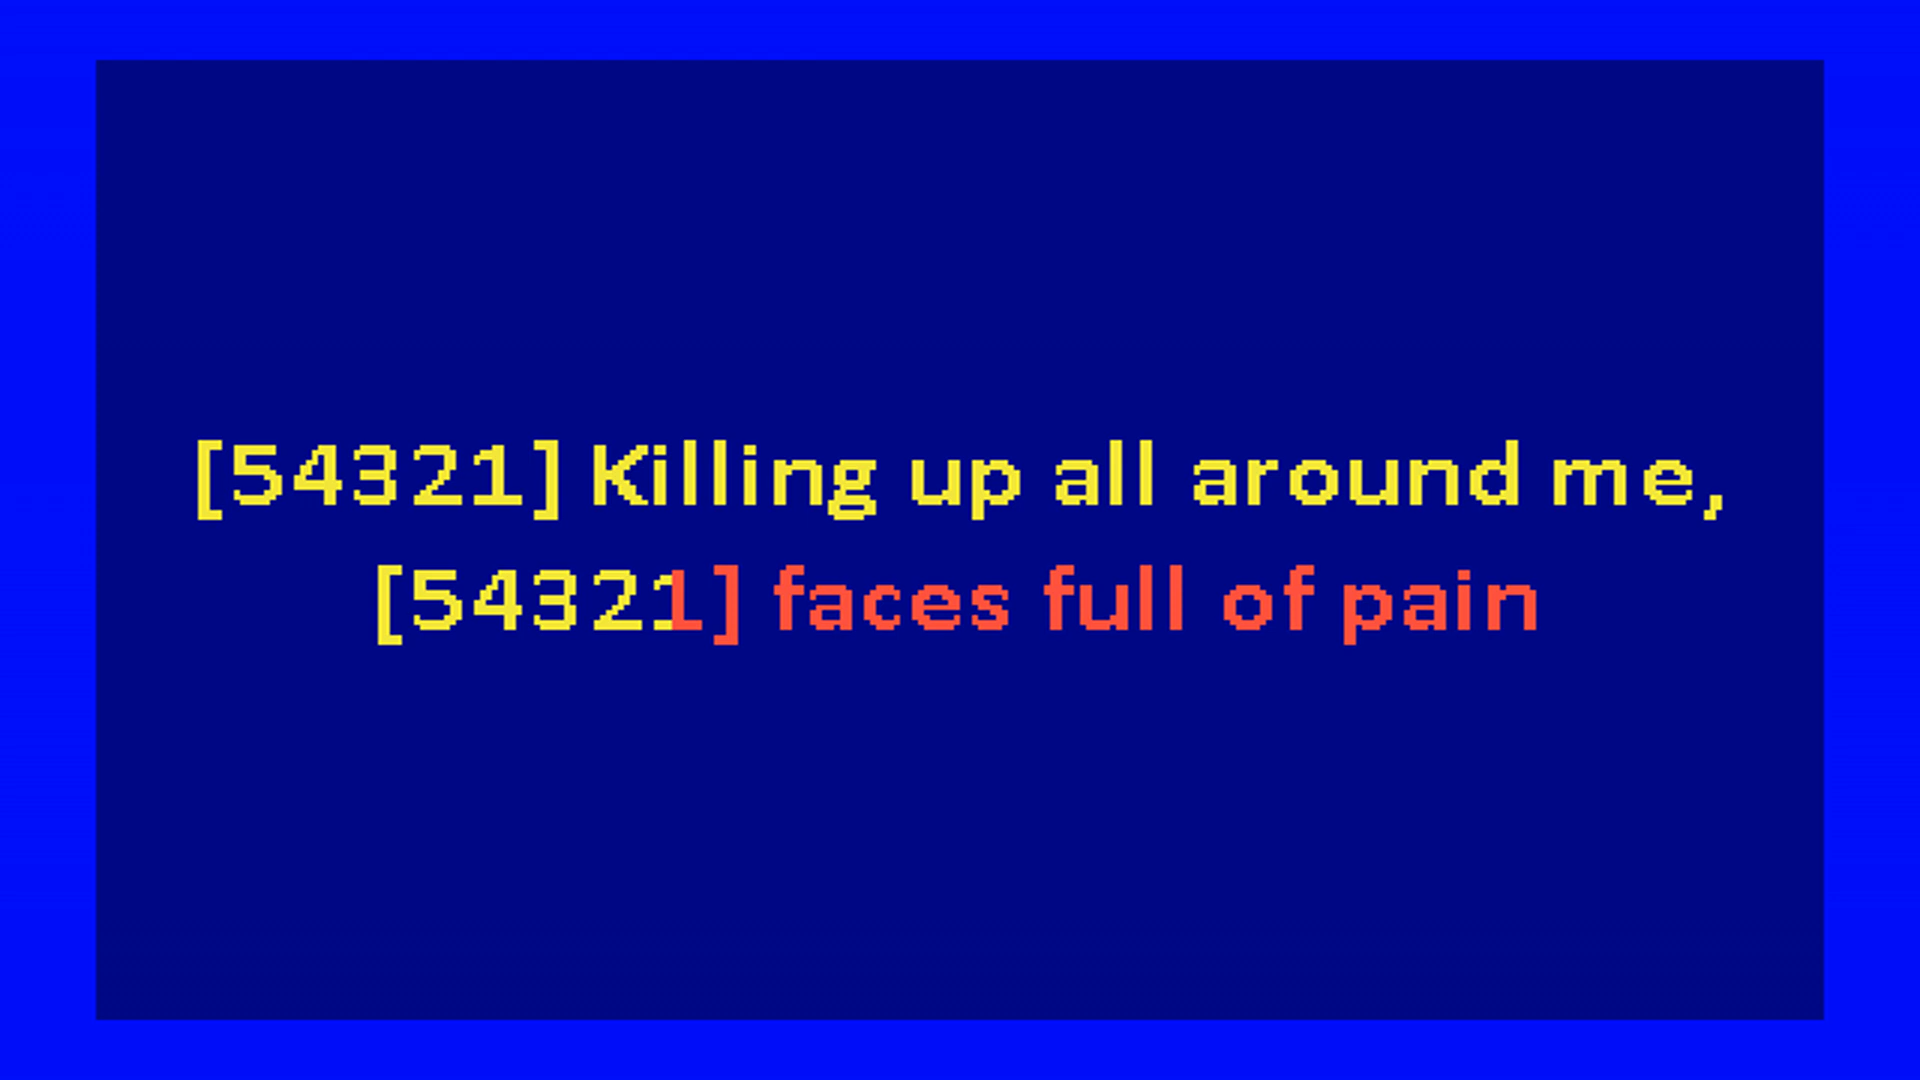 [54321] Killing up all around me,
[54321] faces full of pain